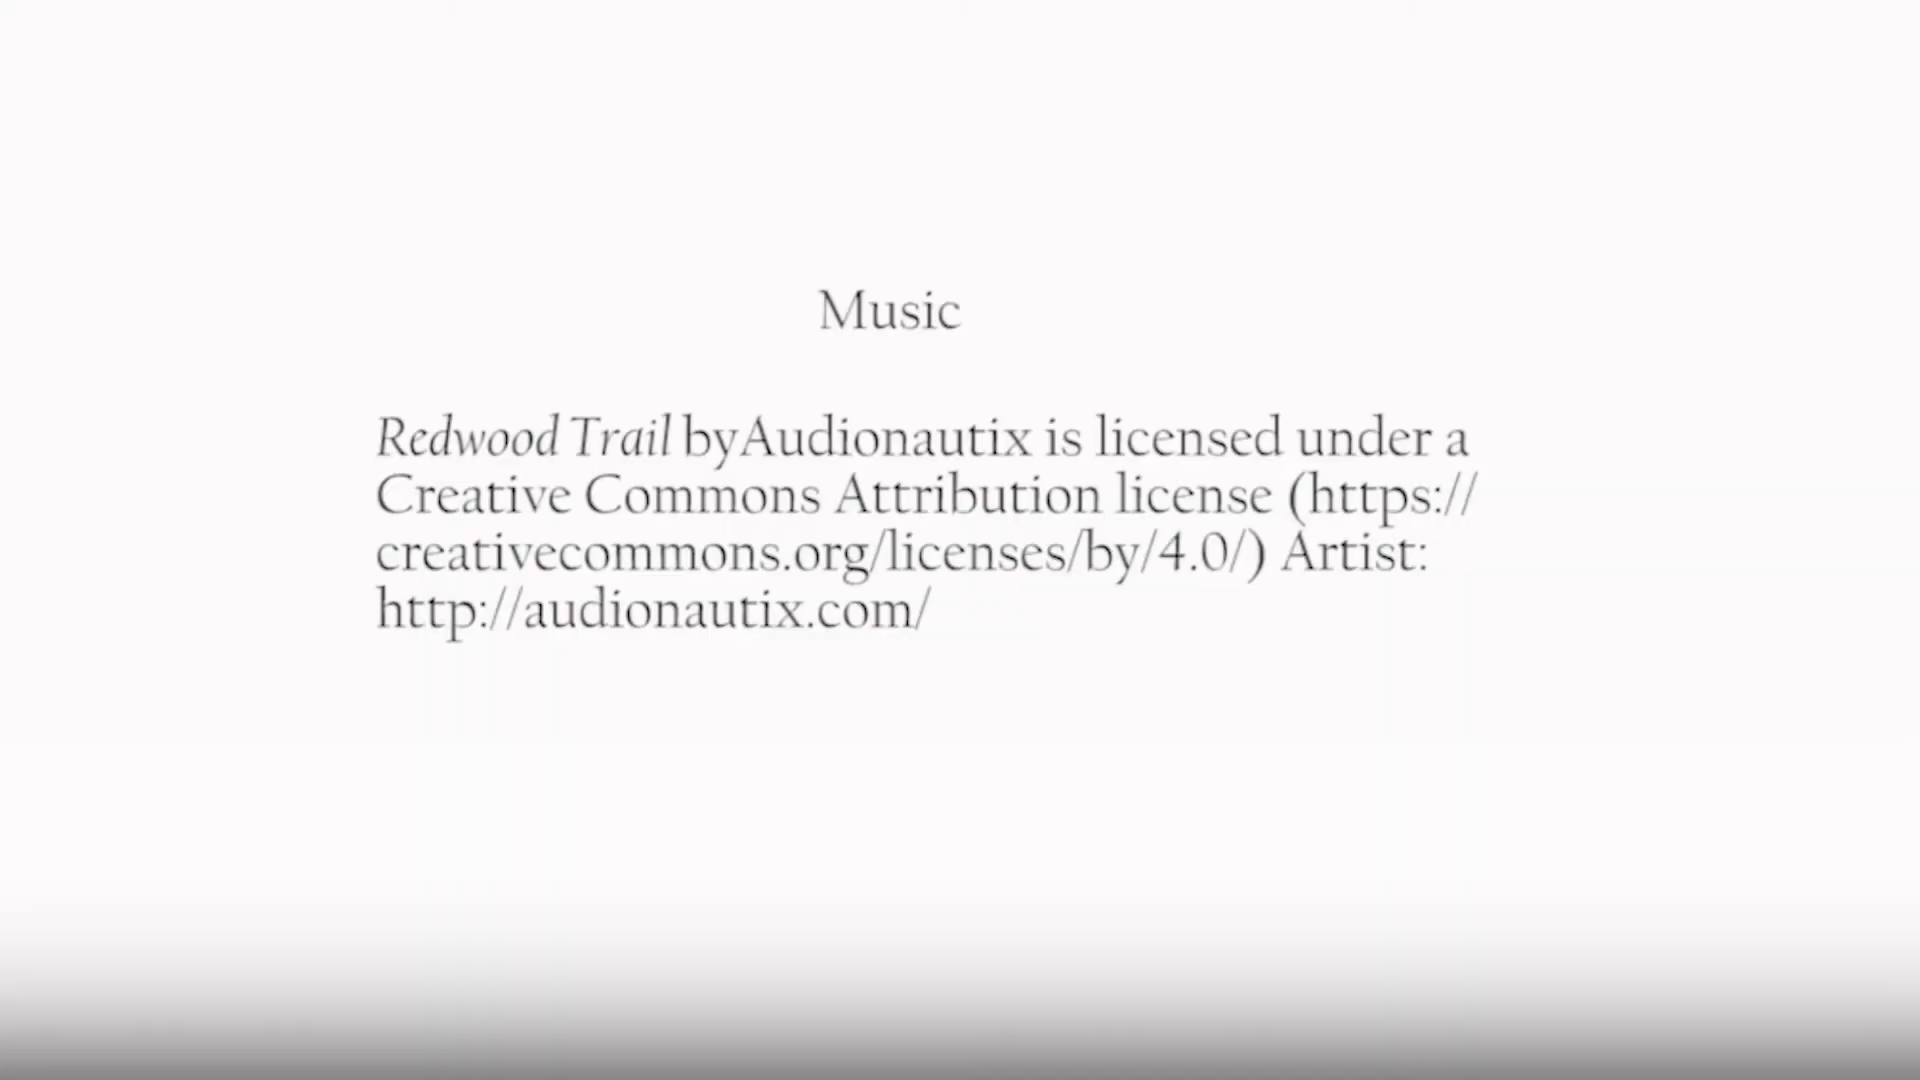 Music
Redwood Trail byAudionautix is licensed under a
Creative Commons Attribution license (https://
creativecommons.org/licenses/by/4.0/) Artist:
http://audionautix.com/